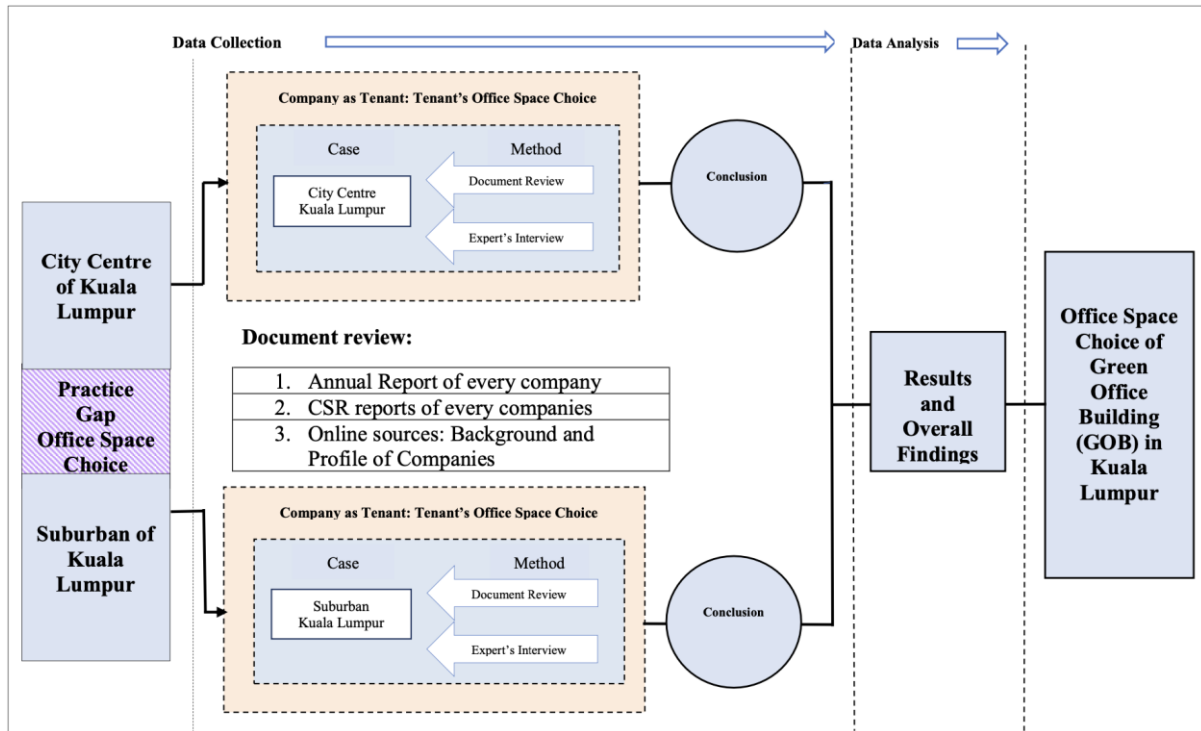 Data Collection
Data Analysis
City Centre
of Kuala
Lumpur
Practice
Gap
Office Space
Choice
Suburban of
Kuala
Lumpur
Company as Tenant: Tenant's Office Space Choice
Case
Method
City Centre
Kuala Lumpur
Document Review
Expert's Interview
Conclusion
Document review:
1. Annual Report of every company
2. CSR reports of every companies
3. Online sources: Background and
Profile of Companies
Company as Tenant: Tenant's Office Space Choice
Case
Method
Suburban
Kuala Lumpur
Document Review
Expert's Interview
Conclusion
Results
and
Overall
Findings
Office Space
Choice of
Green
Office
Building
(GOB) in
Kuala
Lumpur